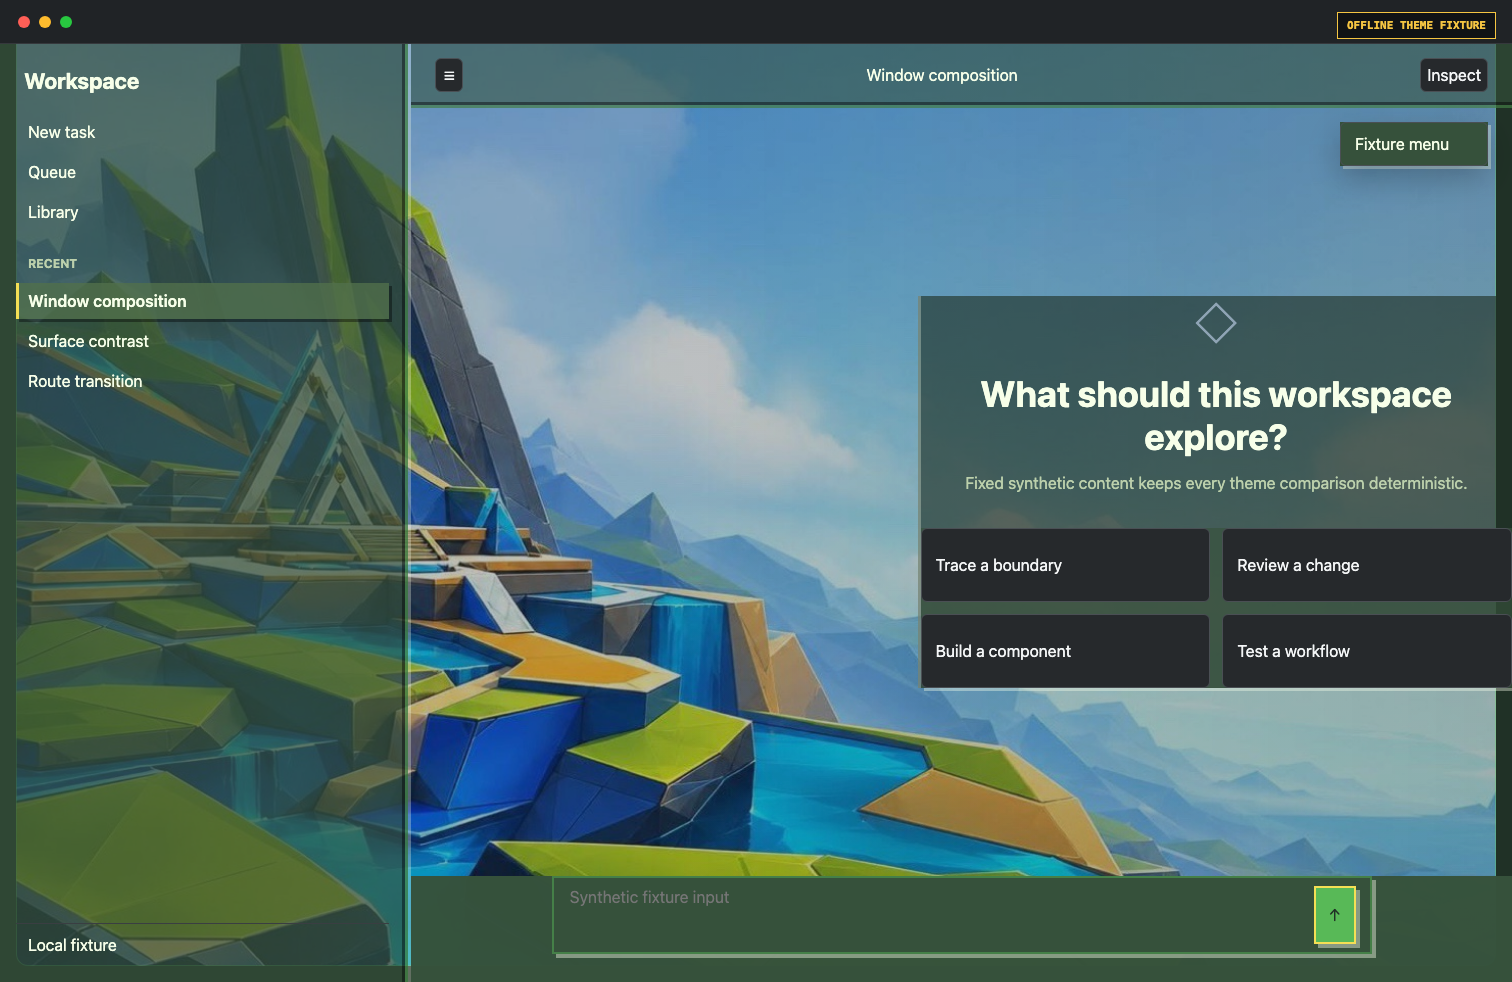 OFFLINE THEME FIXTURE
Workspace
New task
Queue
Library
RECENT
Window composition
Surface contrast
Route transition
Local fixture
Window composition
Inspect
Fixture menu
What should this workspace
explore?
Fixed synthetic content keeps every theme comparison deterministic.
Trace a boundary
Review a change
Build a component
Test a workflow
Synthetic fixture input